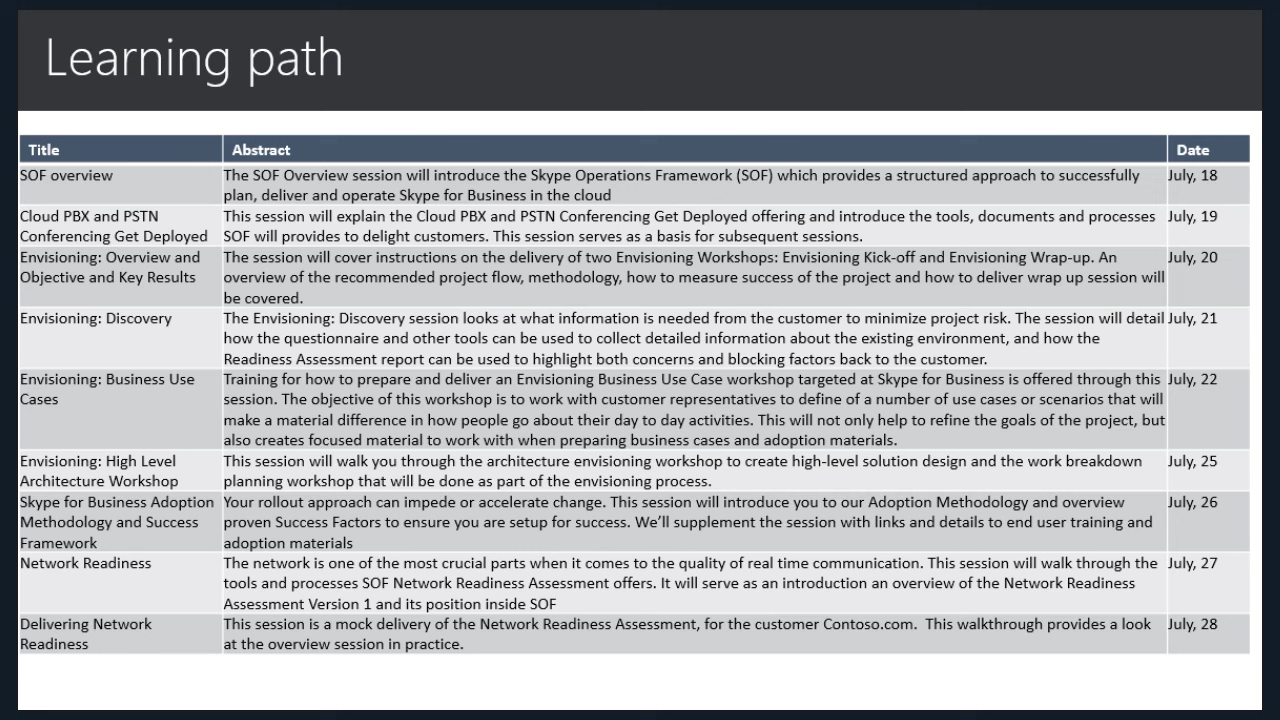 Learning path
Title Abstract Date
SOF overview The SOF Overview session will introduce the Skype Operations Framework (SOF) which provides a structured approach to successfully July, 18
plan, deliver and operate Skype for Business in the cloud
Cloud PBX and PSTN This session will explain the Cloud PBX and PSTN Conferencing Get Deployed offering and introduce the tools, documents and processes July, 19
Conferencing Get Deployed SOF will provides to delight customers. This session serves as a basis for subsequent sessions.
Envisioning: Overview and The session will cover instructions on the delivery of two Envisioning Workshops: Envisioning Kick-off and Envisioning Wrap-up. An July, 20
Objective and Key Results overview of the recommended project flow, methodology, how to measure success of the project and how to deliver wrap up session will
be covered.
Envisioning: Discovery The Envisioning: Discovery session looks at what information is needed from the customer to minimize project risk. The session will detail July, 21
how the questionnaire and other tools can be used to collect detailed information about the existing environment, and how the
Readiness Assessment report can be used to highlight both concerns and blocking factors back to the customer.
Envisioning: Business Use Training for how to prepare and deliver an Envisioning Business Use Case workshop targeted at Skype for Business is offered through this July, 22
Cases session. The objective of this workshop is to work with customer representatives to define of a number of use cases or scenarios that will
make a material difference in how people go about their day to day activities. This will not only help to refine the goals of the project, but
also creates focused material to work with when preparing business cases and adoption materials.
Envisioning: High Level This session will walk you through the architecture envisioning workshop to create high-level solution design and the work breakdown July, 25
Architecture Workshop planning workshop that will be done as part of the envisioning process.
Skype for Business Adoption Your rollout approach can impede or accelerate change. This session will introduce you to our Adoption Methodology and overview July, 26
Methodology and Success proven Success Factors to ensure you are setup for success. We’ll supplement the session with links and details to end user training and
Framework adoption materials
Network Readiness The network is one of the most crucial parts when it comes to the quality of real time communication. This session will walk through the July, 27
tools and processes SOF Network Readiness Assessment offers. It will serve as an introduction an overview of the Network Readiness
Assessment Version 1 and its position inside SOF
Delivering Network This session is a mock delivery of the Network Readiness Assessment, for the customer Contoso.com. This walkthrough provides a look July, 28
Readiness at the overview session in practice.